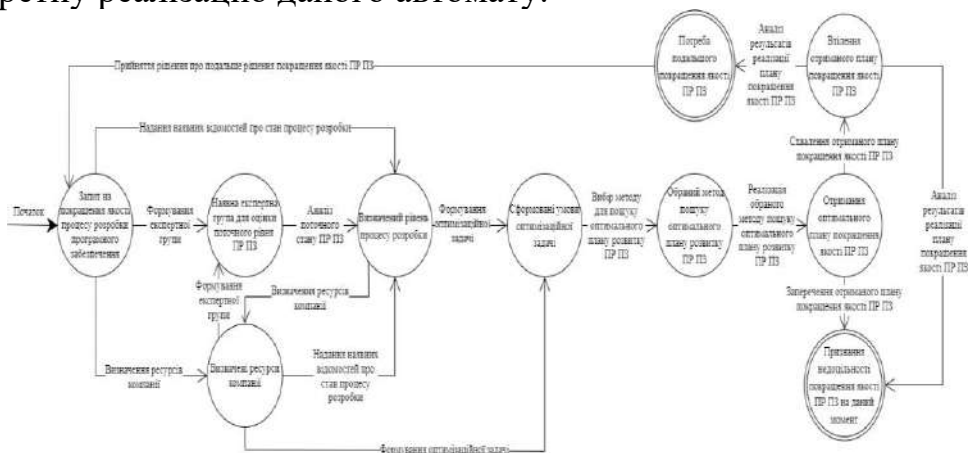 ретну реалізацію даного автомату.
Прийняття рішення про подальше рішення покращення якості ПР ПЗ
Потреба
подальшого
покращення якості
ПР ПЗ
Аналіз
результатів
реалізації
плану
покращення
якості ПР ПЗ
Втілення
отриманого плану
покращення якості
ПР ПЗ
Надання наявних відомостей про стан процесу розробки
Схвалення отриманого плану
покращення якості ПР ПЗ
Початок
Запит на
покращення якості
процесу розробки
програмного
забезпечення
Формування
експертної
групи
Наявна експертна
група для оцінки
поточного рівня
ПР ПЗ
Аналіз
поточного
стану ПР ПЗ
Визначений рівень
процесу розробки
Формування
оптимізаційної
задачі
Сформовані умови
оптимізаційної
задачі
Вибір методу
для пошуку
оптимального
плану розвитку
ПР ПЗ
Обраний метод
пошуку
оптимального
плану розвитку
ПР ПЗ
Реалізація
обраного
методу пошуку
оптимального
плану розвитку
ПР ПЗ
Отримання
оптимального
плану покращення
якості ПР ПЗ
Аналіз
результатів
реалізації
плану
покращення
якості ПР ПЗ
Формування
експертної
групи
Визначення ресурсів
компанії
Заперечення отриманого плану
покращення якості ПР ПЗ
Визначення ресурсів
компанії
Визначені ресурси
компанії
Надання наявних
відомостей про
стан процесу
розробки
Признання
недоцільності
покращення якості
ПР ПЗ на даний
момент
Формування оптимізаційної задачі